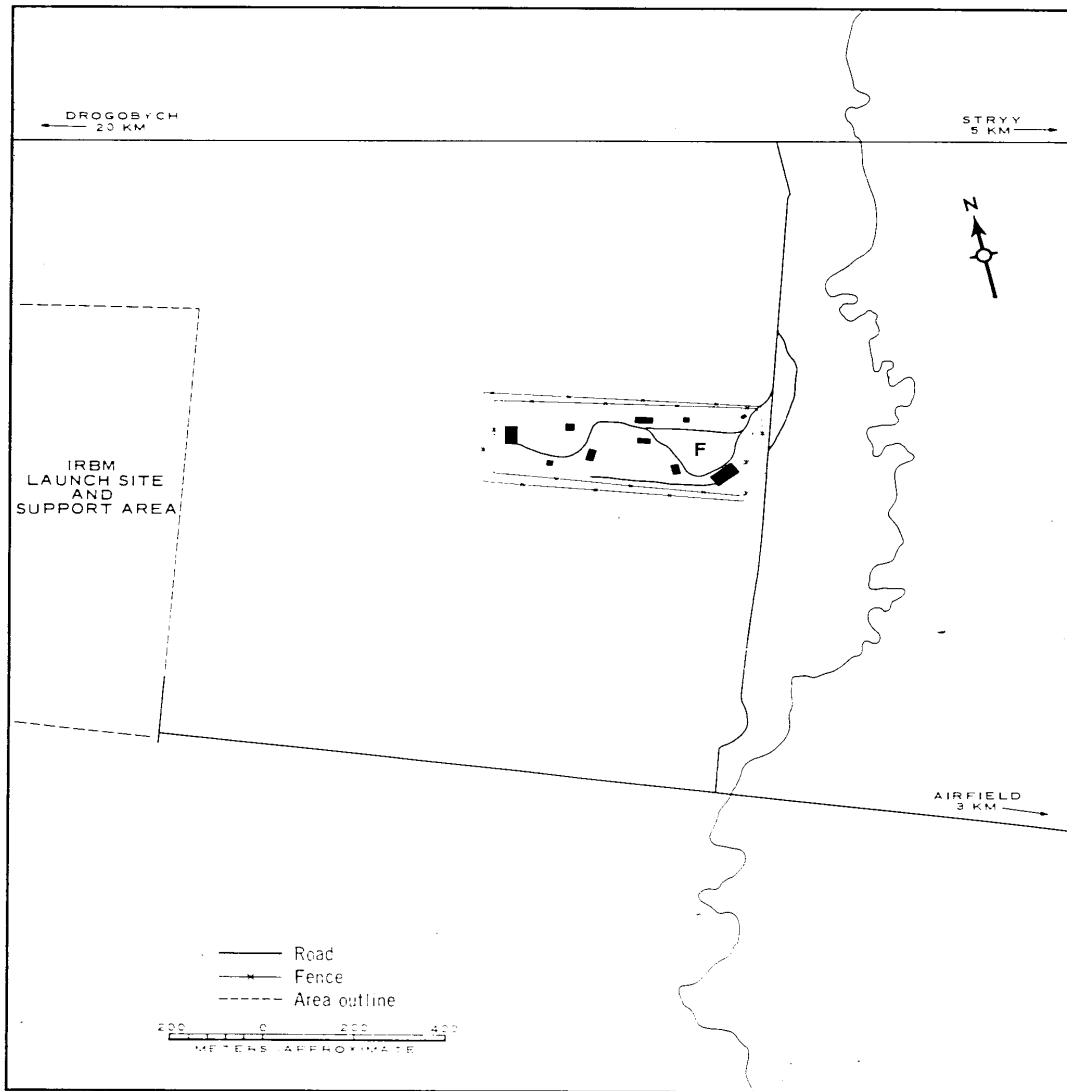 DROGOBYCH
20 KM
STRYY
5 KM
N
F
IRBM
LAUNCH SITE
AND
SUPPORT AREA
AIRFIELD
3 KM
Road
Fence
Area outline
200 0 200 400
METERS APPROXIMATE